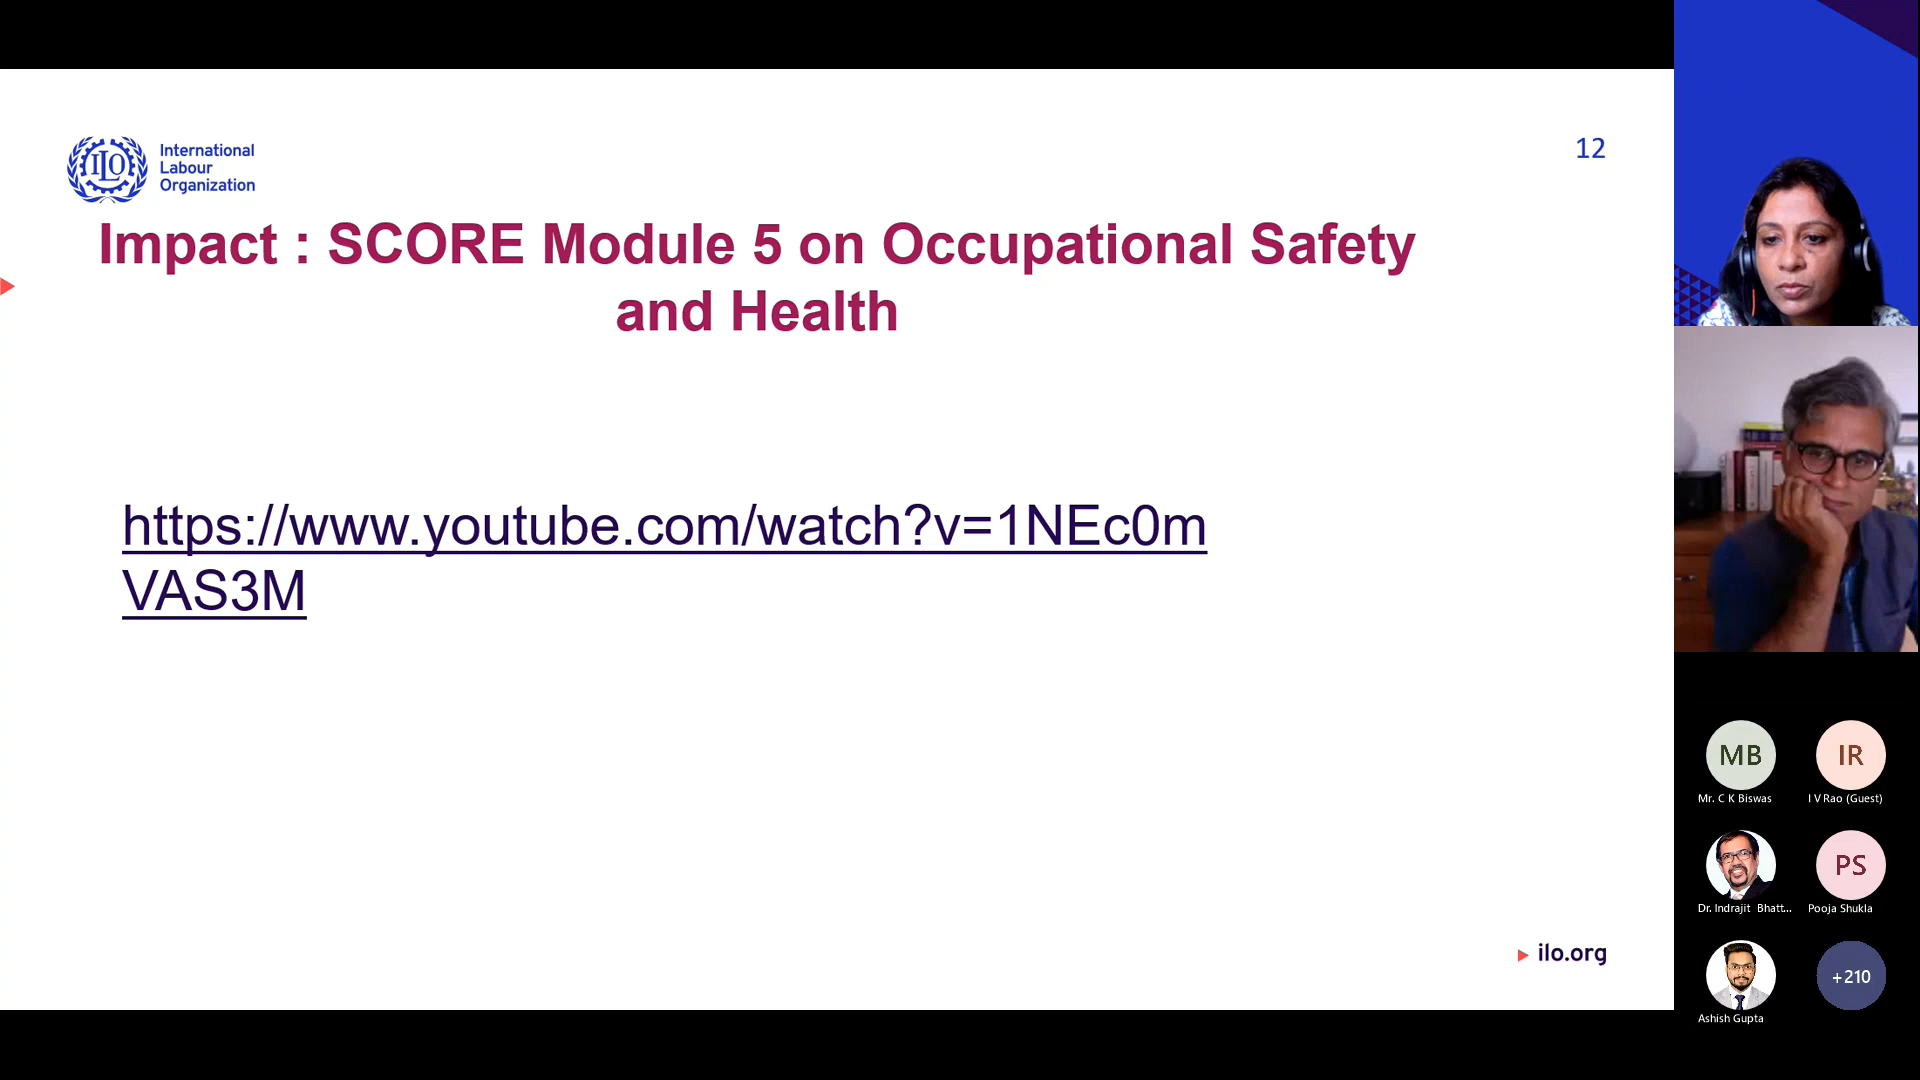 International
Labour
Organization
ILO
12
Impact : SCORE Module 5 on Occupational Safety
and Health
https://www.youtube.com/watch?v=1NEc0m
VAS3M
ilo.org
MB
Mr. C K Biswas
IR
I V Rao (Guest)
Dr. Indrajit Bhatt...
PS
Pooja Shukla
Ashish Gupta
+210